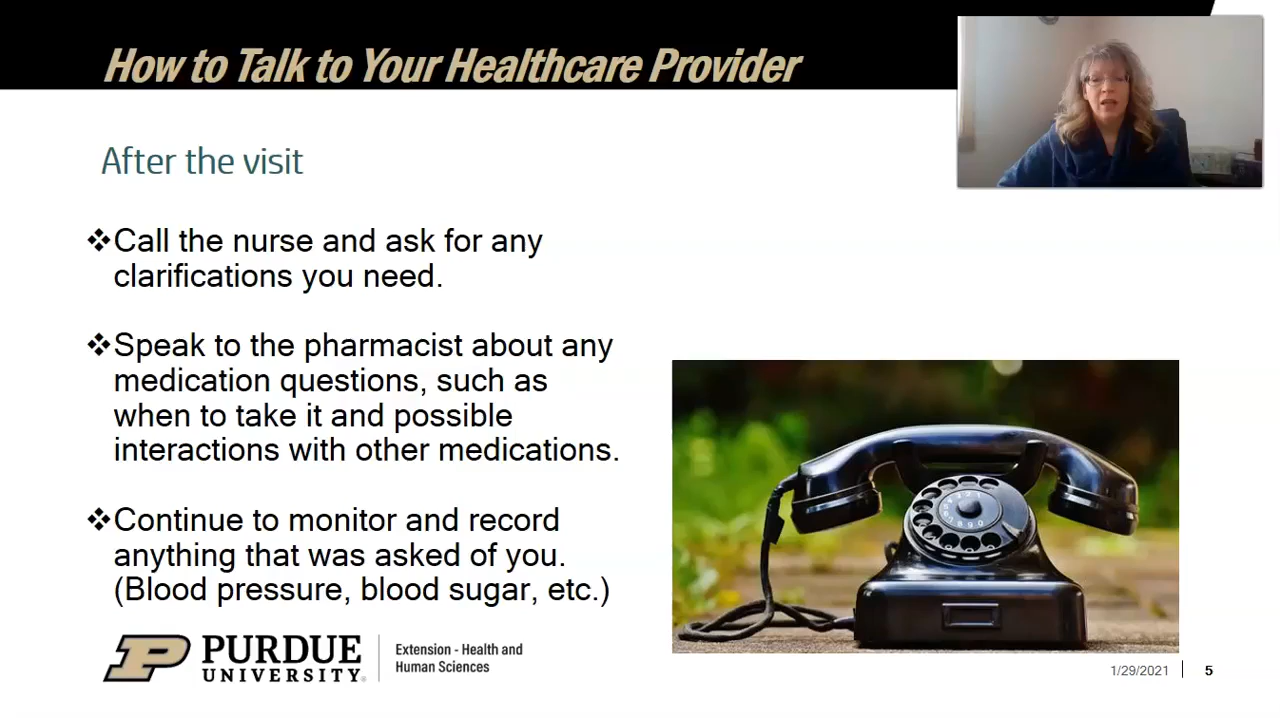 How to Talk to Your Healthcare Provider
After the visit
❖Call the nurse and ask for any
clarifications you need.
❖Speak to the pharmacist about any
medication questions, such as
when to take it and possible
interactions with other medications.
❖Continue to monitor and record
anything that was asked of you.
(Blood pressure, blood sugar, etc.)
P PURDUE
UNIVERSITY®
Extension - Health and
Human Sciences
1/29/2021
5